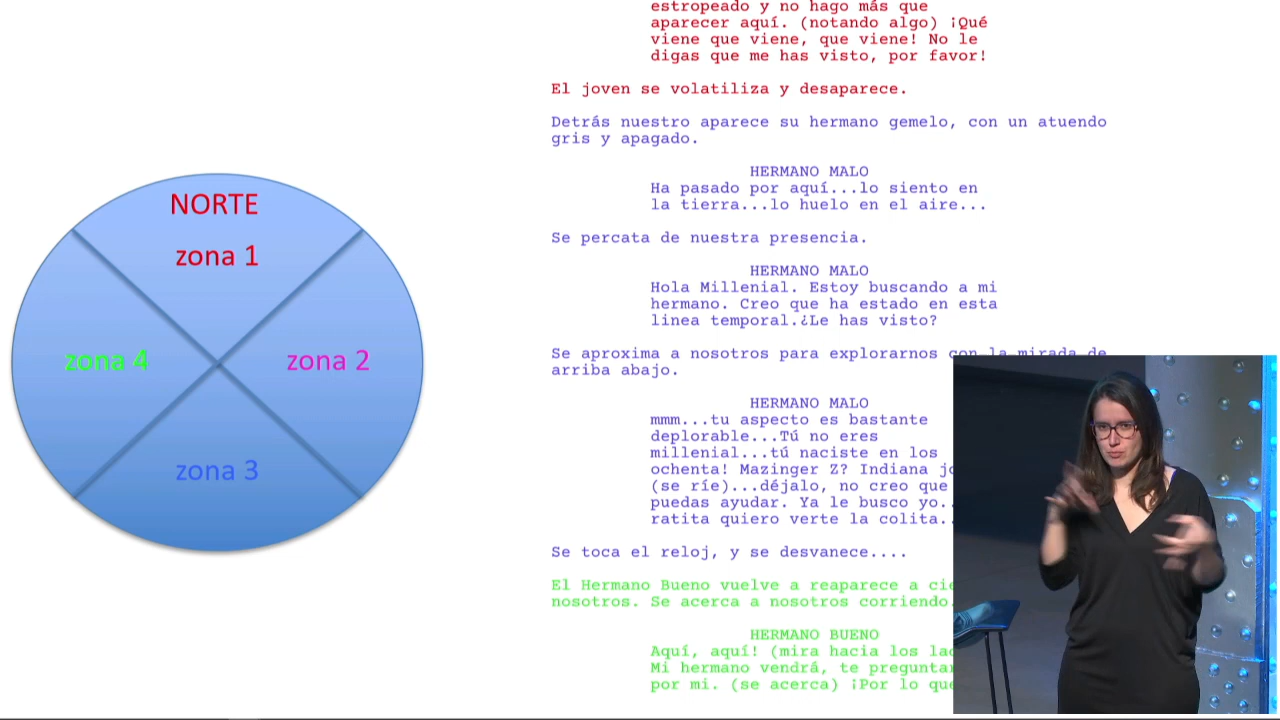 NORTE
zona 1
zona 4
zona 2
zona 3
estropeado y no hago más que
aparecer aquí. (notando algo) ¡Qué
viene que viene, que viene! No le
digas que me has visto, por favor!
El joven se volatiliza y desaparece.
Detrás nuestro aparece su hermano gemelo, con un atuendo
gris y apagado.
HERMANO MALO
Ha pasado por aquí...lo siento en
la tierra...lo huelo en el aire...
Se percata de nuestra presencia.
HERMANO MALO
Hola Millenial. Estoy buscando a mi
hermano. Creo que ha estado en esta
linea temporal.¿Le has visto?
Se aproxima a nosotros para explorarnos con la mirada de
arriba abajo.
HERMANO MALO
mmm...tu aspecto es bastante
deplorable...Tú no eres
millenial...tú naciste en los
ochenta! Mazinger Z? Indiana
(se ríe)...déjalo, no creo que
puedas ayudar. Ya le busco yo..
ratita quiero verte la colita..
Se toca el reloj, y se desvanece....
El Hermano Bueno vuelve a reaparece a
nosotros. Se acerca a nosotros corriendo.
HERMANO BUENO
Aquí, aquí! (mira hacia los
Mi hermano vendrá, te
por mi. (se acerca) ¡Por lo que